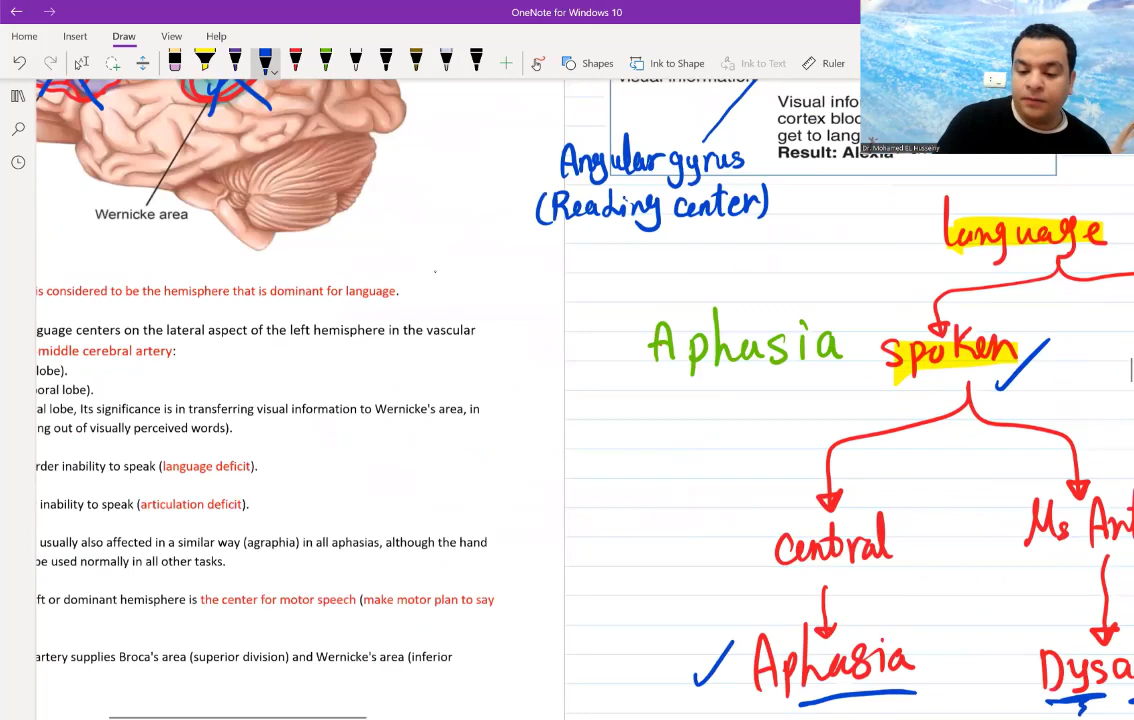 OneNote for Windows 10
Home Insert Draw View Help
Shapes Ink to Shape Ink to Text Ruler
Wernicke area
is considered to be the hemisphere that is dominant for language.
guage centers on the lateral aspect of the left hemisphere in the vascular
middle cerebral artery:
lobe).
oral lobe).
al lobe, Its significance is in transferring visual information to Wernicke's area, in
ng out of visually perceived words).
rder inability to speak (language deficit).
inability to speak (articulation deficit).
usually also affected in a similar way (agraphia) in all aphasias, although the hand
be used normally in all other tasks.
ft or dominant hemisphere is the center for motor speech (make motor plan to say
artery supplies Broca's area (superior division) and Wernicke's area (inferior
Visual info
cortex bloc
get to lang
Result: Alexia
Dr. Mohamed EL Husseiny
Angular gyrus
(Reading center)
language
Aphasia
spoken
central
Ms Art
Aphasia
Dysa